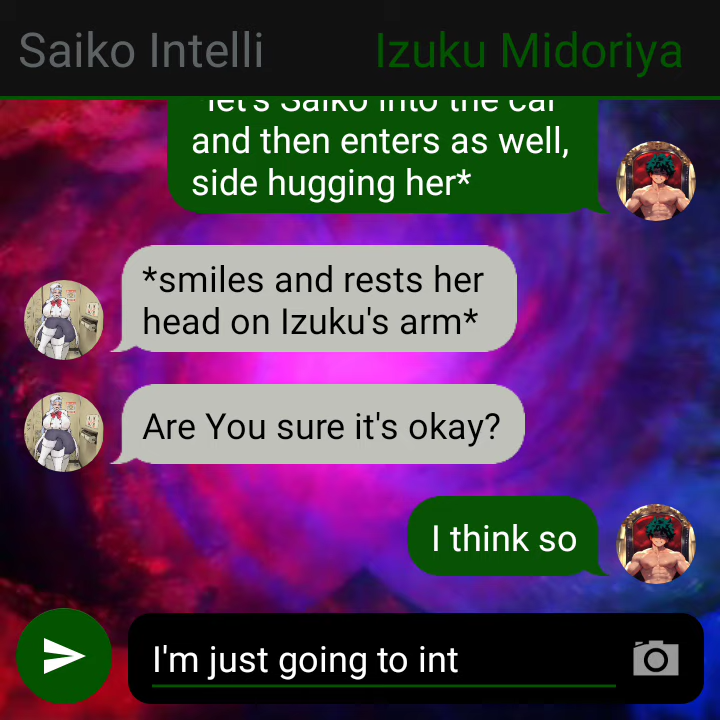 Saiko Intelli Izuku Midoriya
*let's Saiko into the car
and then enters as well,
side hugging her*
*smiles and rests her
head on Izuku's arm*
Are You sure it's okay?
I think so
I'm just going to int